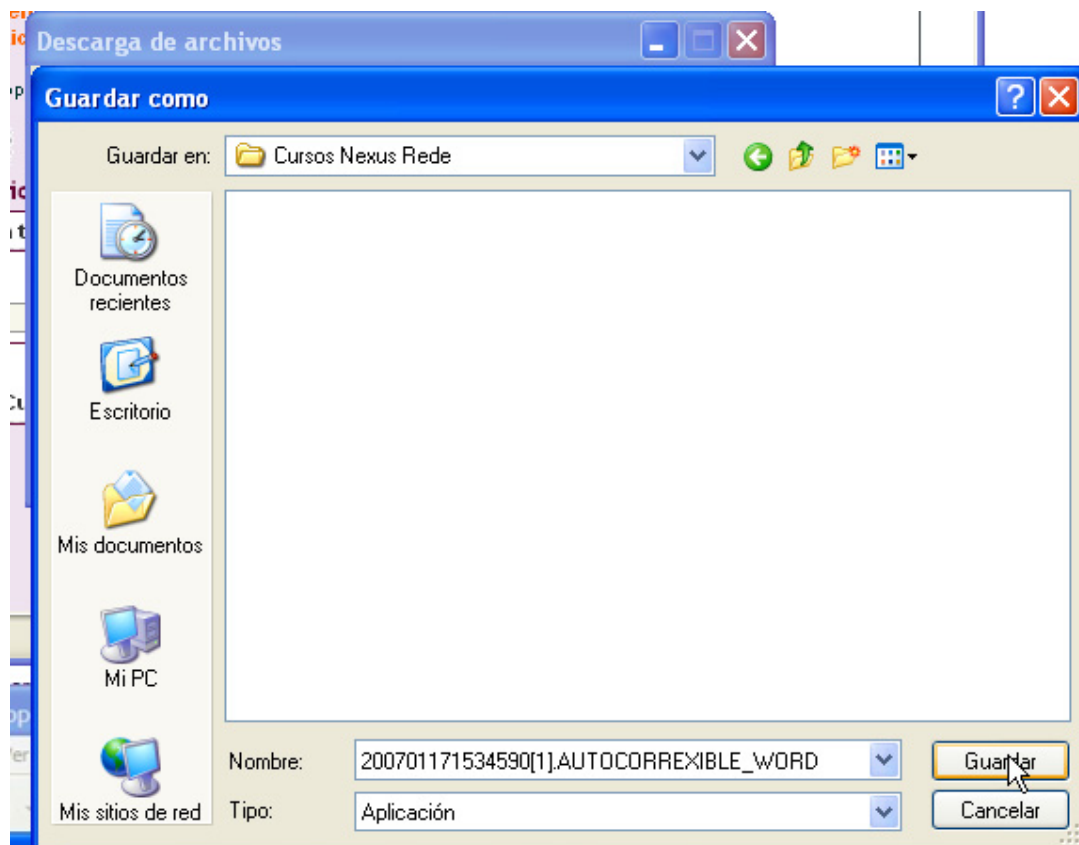 Descarga de archivos
Guardar como
Guardar en:
Cursos Nexus Rede
Documentos
recientes
Escritorio
Mis documentos
Mi PC
Mis sitios de red
Nombre:
200701171534590[1].AUTOCORREXIBLE_WORD
Guardar
Tipo:
Aplicación
Cancelar